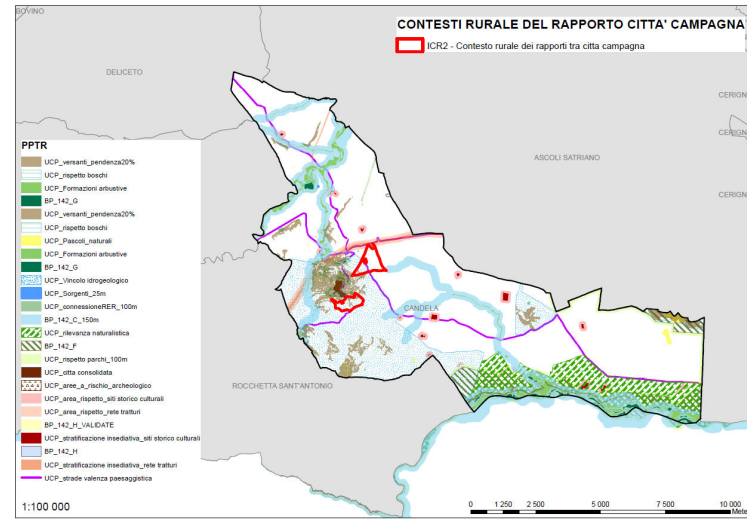 BOVINO
CONTESTI RURALE DEL RAPPORTO CITTA' CAMPAGNA
ICR2 - Contesto rurale dei rapporti tra citta campagna
DELICETO
CERIGN
CERIGN
ASCOLI SATRIANO
CERIGN
PPTR
UCP_versanti_pendenza20%
UCP_rispetto boschi
UCP_Formazioni arbustive
BP_142_G
UCP_versanti_pendenza20%
UCP_rispetto boschi
UCP_Pascoli_naturali
UCP_Formazioni arbustive
BP_142_G
UCP_Vincolo idrogeologico
UCP_Sorgenti_25m
UCP_connessioneRER_100m
BP_142_C_150m
UCP_rilevanza naturalistica
BP_142_F
UCP_rispetto parchi_100m
UCP_citta consolidata
UCP_aree_a_rischio_archeologico
UCP_area_rispetto_siti storico culturali
UCP_area_rispetto_rete tratturi
BP_142_H_VALIDATE
UCP_stratificazione insediativa_siti storico culturali
BP_142_H
UCP_stratificazione insediativa_rete tratturi
UCP_strade valenza paesaggistica
CANDELA
ROCCHETTA SANT'ANTONIO
1:100 000
0 1 250 2 500 5 000 7 500 10 000
Mete